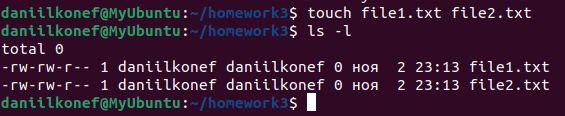 daniilkonef@MyUbuntu:~/homework3$ touch file1.txt file2.txt
daniilkonef@MyUbuntu:~/homework3$ ls -l
total 0
-rw-rw-r-- 1 daniilkonef daniilkonef 0 ноя  2 23:13 file1.txt
-rw-rw-r-- 1 daniilkonef daniilkonef 0 ноя  2 23:13 file2.txt
daniilkonef@MyUbuntu:~/homework3$